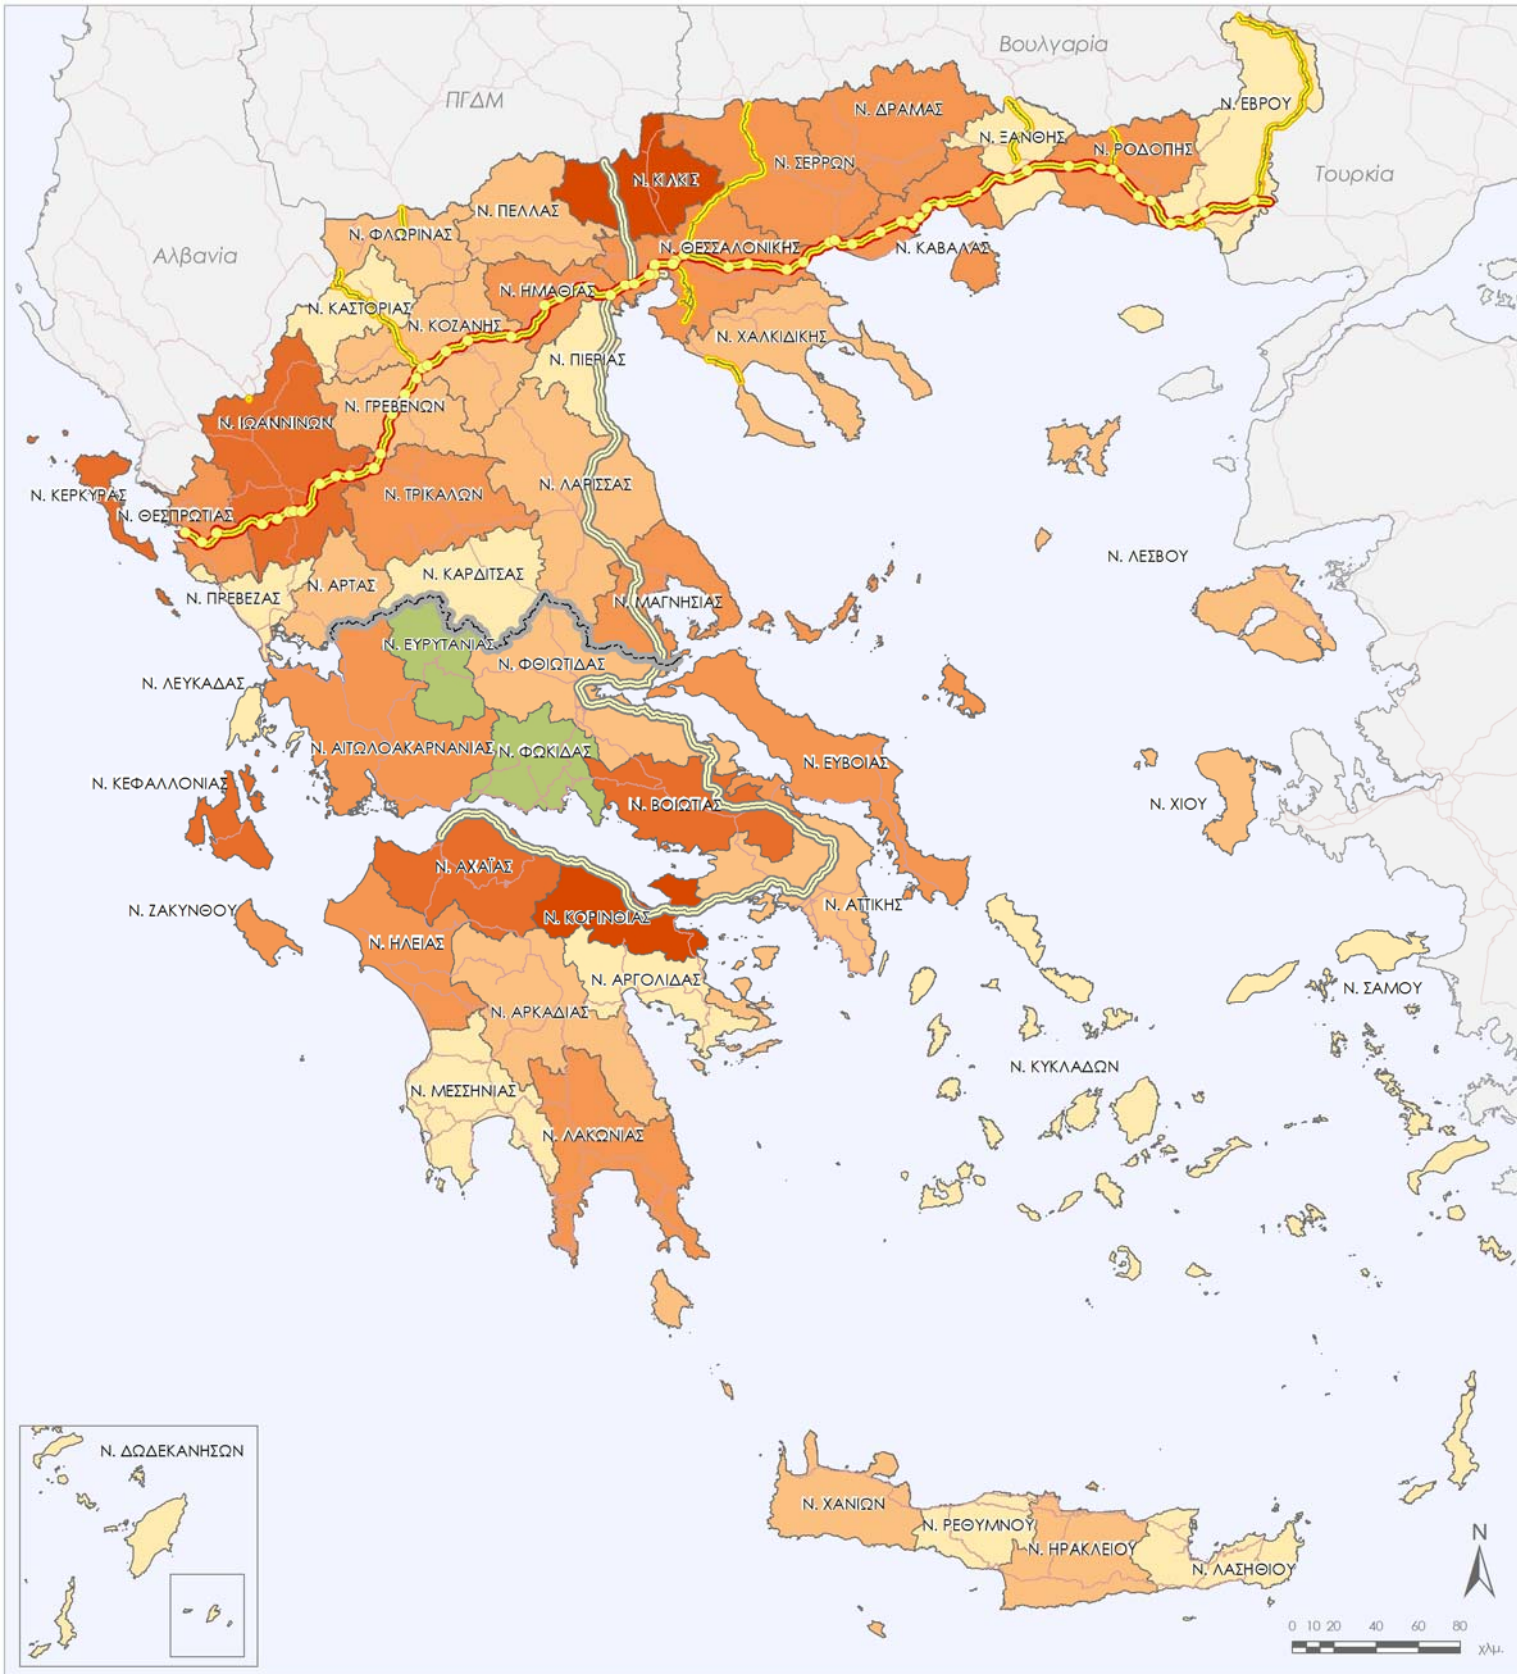 Βουλγαρία
ΠΓΔΜ
Ν. ΕΒΡΟΥ
Ν. ΔΡΑΜΑΣ
Ν. ΞΑΝΘΗΣ
Ν. ΡΟΔΟΠΗΣ
Ν. ΣΕΡΡΩΝ
Τουρκία
Ν. ΚΙΛΚΙΣ
Ν. ΠΕΛΛΑΣ
Ν. ΦΛΩΡΙΝΑΣ
Ν. ΘΕΣΣΑΛΟΝΙΚΗΣ
Ν. ΚΑΒΑΛΑΣ
Αλβανία
Ν. ΗΜΑΘΙΑΣ
Ν. ΚΑΣΤΟΡΙΑΣ
Ν. ΚΟΖΑΝΗΣ
Ν. ΧΑΛΚΙΔΙΚΗΣ
Ν. ΠΙΕΡΙΑΣ
Ν. ΓΡΕΒΕΝΩΝ
Ν. ΙΩΑΝΝΙΝΩΝ
Ν. ΛΑΡΙΣΣΑΣ
Ν. ΚΕΡΚΥΡΑΣ
Ν. ΤΡΙΚΑΛΩΝ
Ν. ΘΕΣΠΡΩΤΙΑΣ
Ν. ΛΕΣΒΟΥ
Ν. ΚΑΡΔΙΤΣΑΣ
Ν. ΑΡΤΑΣ
Ν. ΠΡΕΒΕΖΑΣ
Ν. ΜΑΓΝΗΣΙΑΣ
Ν. ΕΥΡΥΤΑΝΙΑΣ
Ν. ΦΘΙΩΤΙΔΑΣ
Ν. ΛΕΥΚΑΔΑΣ
Ν. ΑΙΤΩΛΟΑΚΑΡΝΑΝΙΑΣ
Ν. ΦΩΚΙΔΑΣ
Ν. ΕΥΒΟΙΑΣ
Ν. ΚΕΦΑΛΛΟΝΙΑΣ
Ν. ΒΟΙΩΤΙΑΣ
Ν. ΧΙΟΥ
Ν. ΑΧΑΪΑΣ
Ν. ΖΑΚΥΝΘΟΥ
Ν. ΚΟΡΙΝΘΙΑΣ
Ν. ΑΤΤΙΚΗΣ
Ν. ΗΛΕΙΑΣ
Ν. ΑΡΓΟΛΙΔΑΣ
Ν. ΣΑΜΟΥ
Ν. ΑΡΚΑΔΙΑΣ
Ν. ΚΥΚΛΑΔΩΝ
Ν. ΜΕΣΣΗΝΙΑΣ
Ν. ΛΑΚΩΝΙΑΣ
Ν. ΔΩΔΕΚΑΝΗΣΩΝ
Ν. ΧΑΝΙΩΝ
Ν. ΡΕΘΥΜΝΟΥ
Ν. ΗΡΑΚΛΕΙΟΥ
Ν. ΛΑΣΗΘΙΟΥ
N
0 10 20 40 60 80
χλμ.